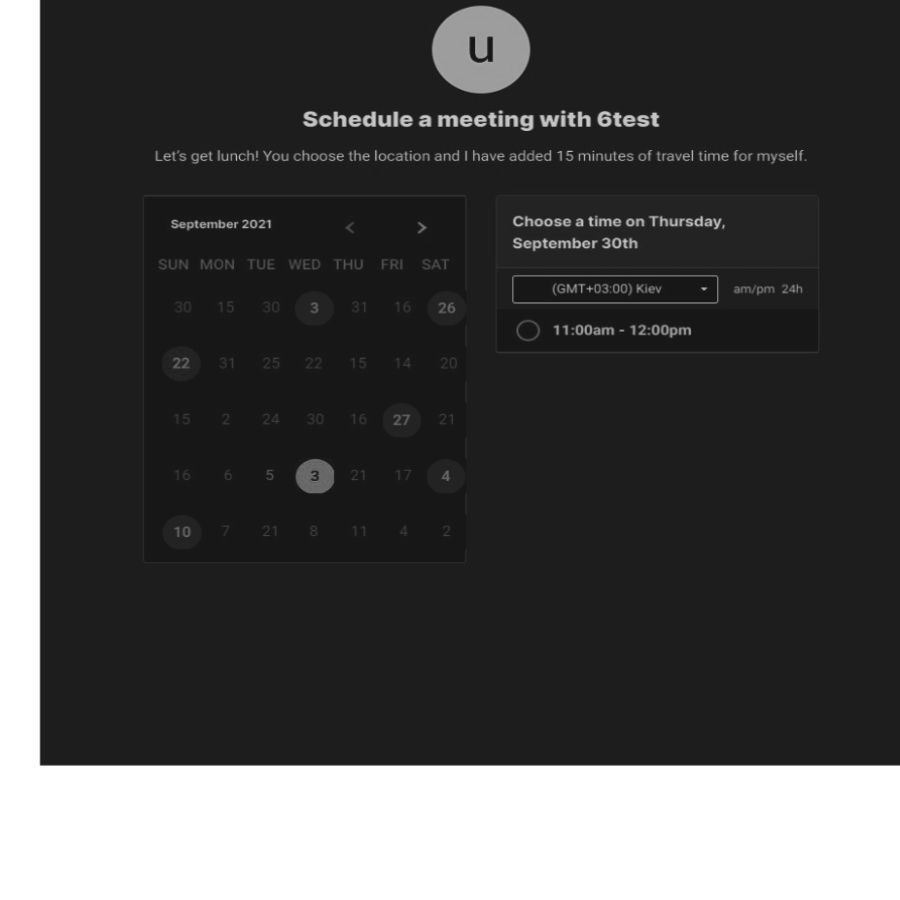 u
Schedule a meeting with 6test
Let's get lunch! You choose the location and I have added 15 minutes of travel time for myself.
September 2021 < >
SUN MON TUE WED THU FRI SAT
30 15 30 3 31 16 26
22 31 25 22 15 14 20
15 2 24 30 16 27 21
16 6 5 3 21 17 4
10 7 21 8 11 4 2
Choose a time on Thursday,
September 30th
(GMT+03:00) Kiev am/pm 24h
11:00am - 12:00pm